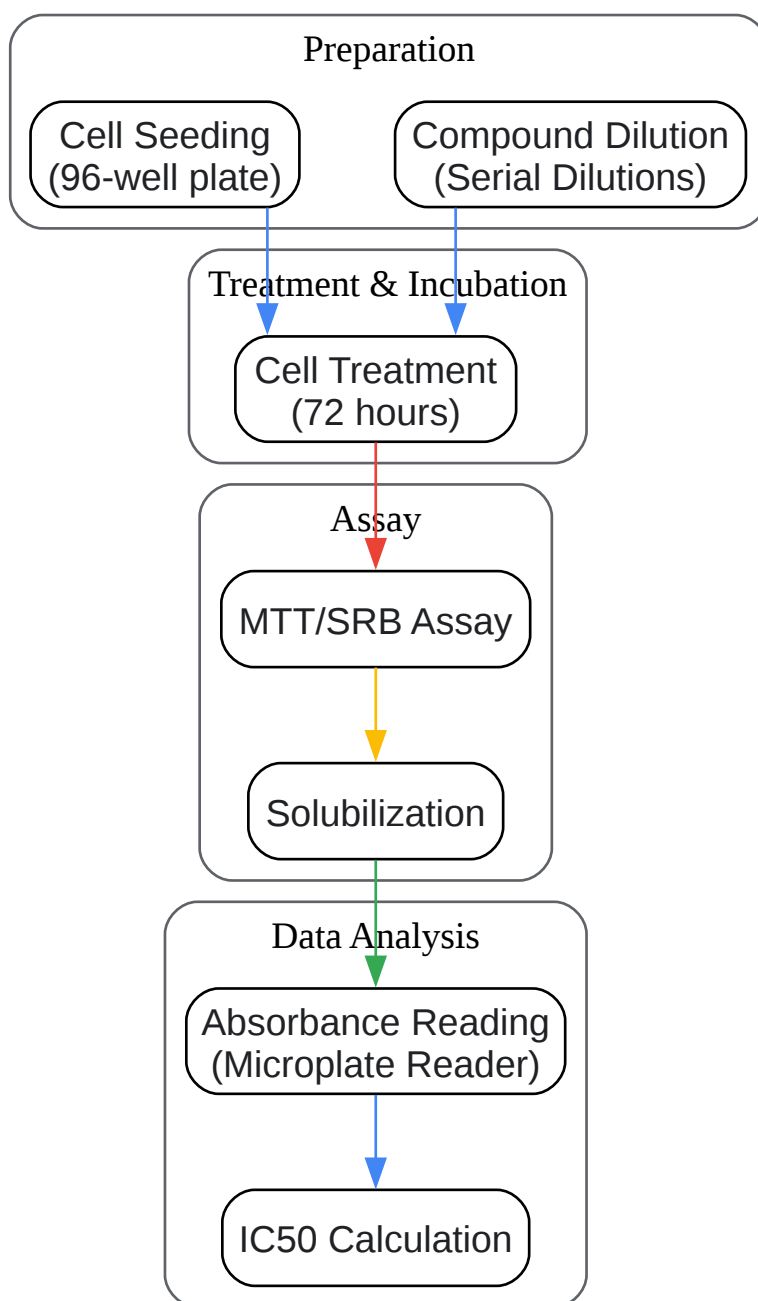 Preparation
Cell Seeding
(96-well plate)
Compound Dilution
(Serial Dilutions)
Treatment & Incubation
Cell Treatment
(72 hours)
Assay
MTT/SRB Assay
Solubilization
Data Analysis
Absorbance Reading
(Microplate Reader)
IC50 Calculation